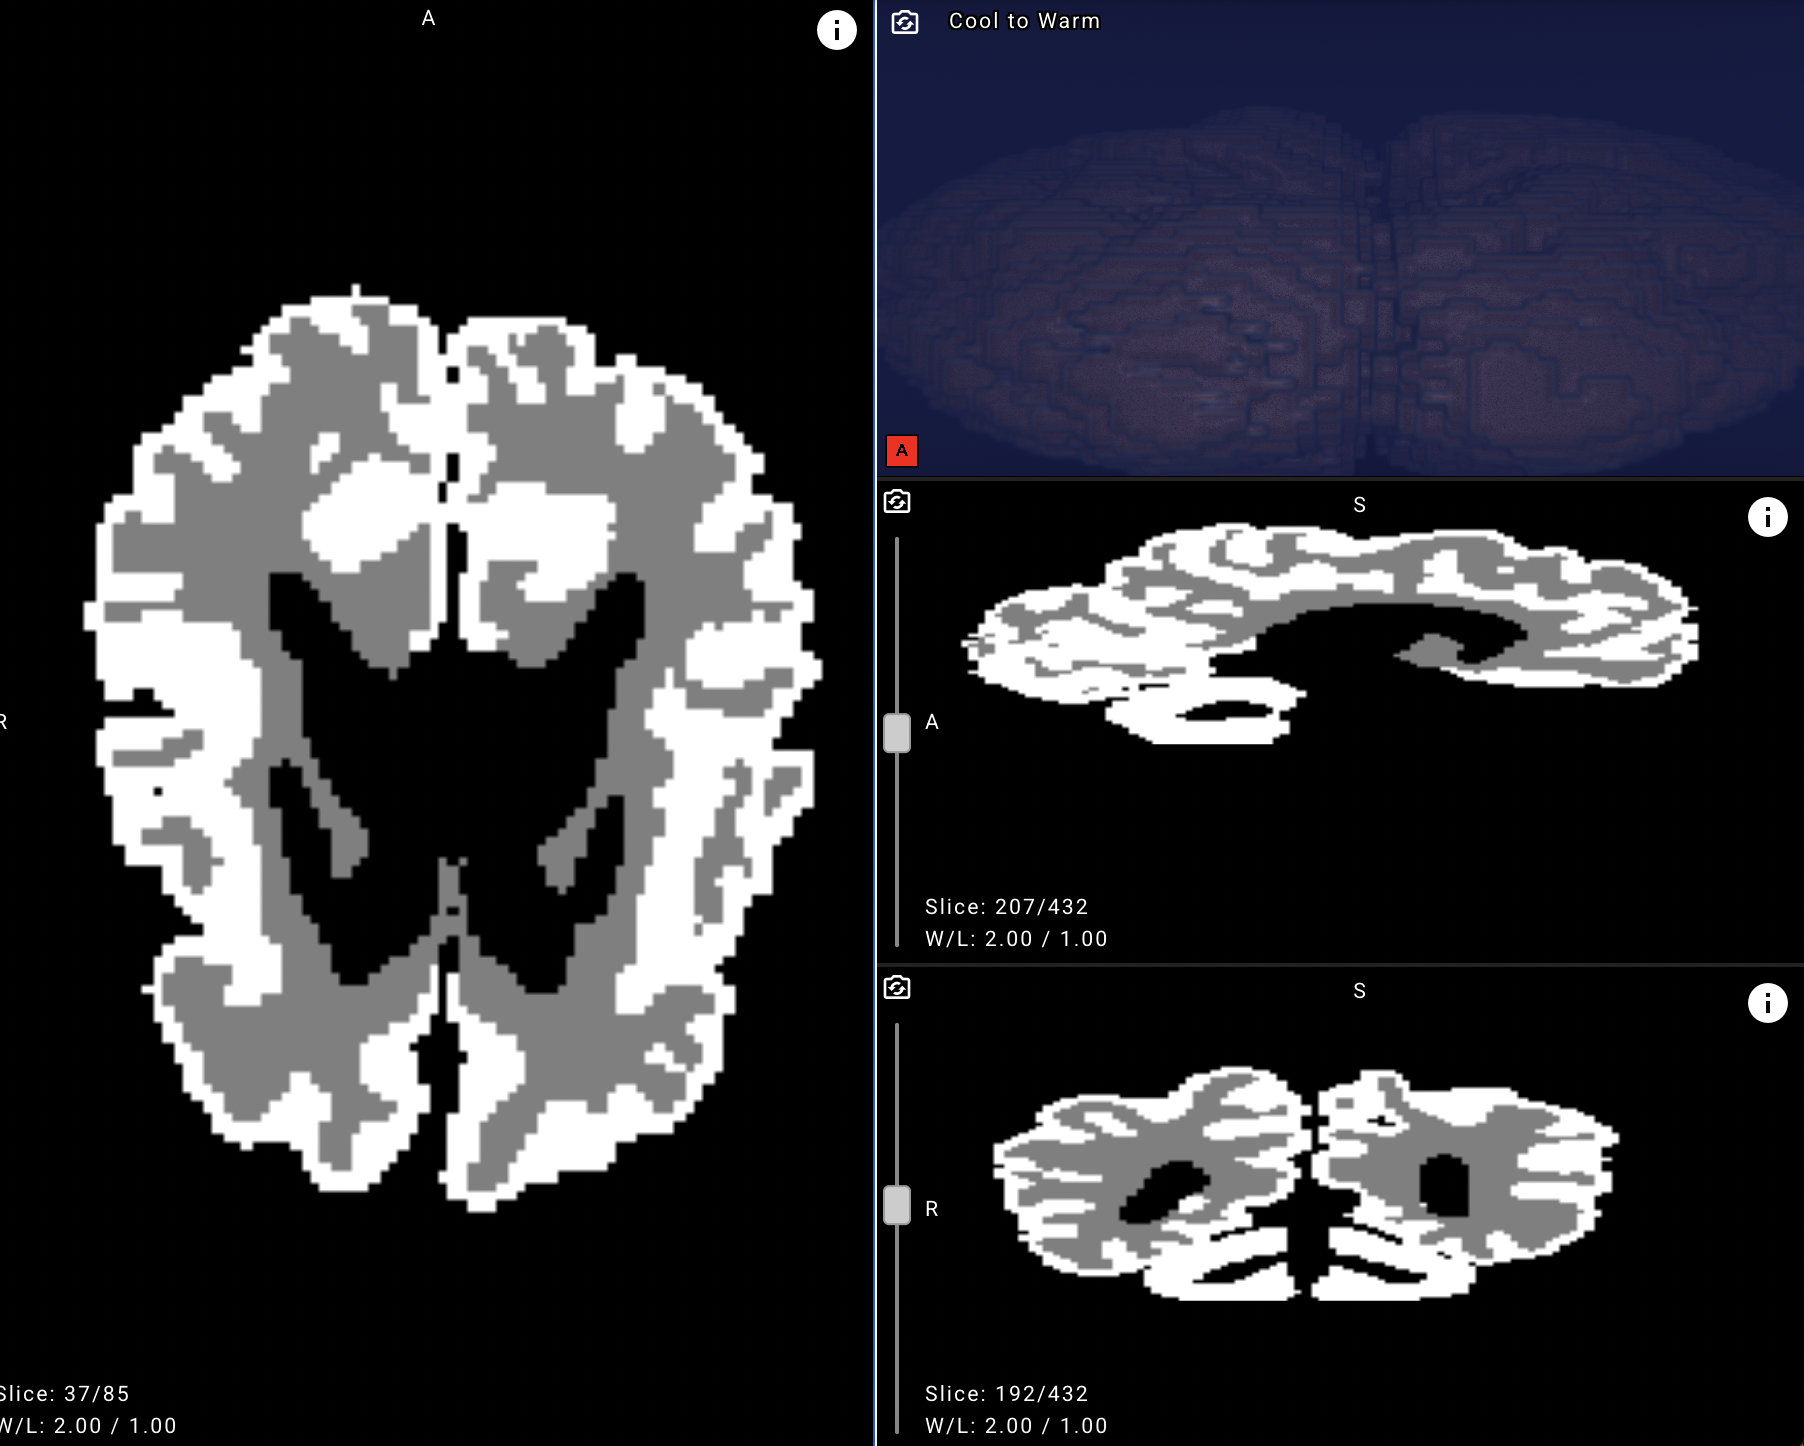 A
i
R
Slice: 37/85
W/L: 2.00 / 1.00
Cool to Warm
A
S
i
A
Slice: 207/432
W/L: 2.00 / 1.00
S
i
R
Slice: 192/432
W/L: 2.00 / 1.00